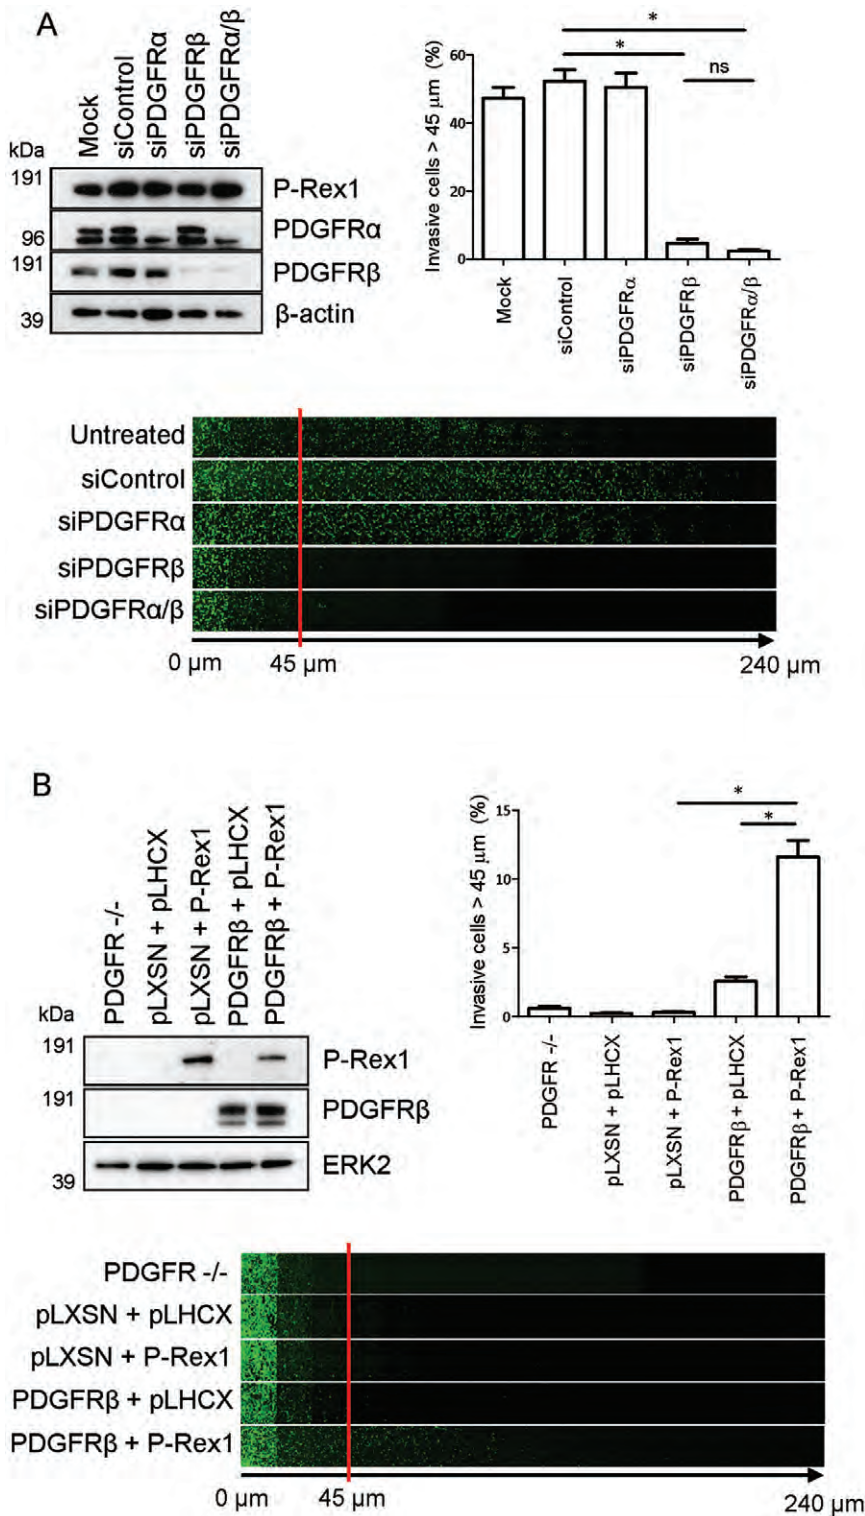 A
Mock
siControl
siPDGFRα
siPDGFRβ
siPDGFRα/β
kDa
191
P-Rex1
96
PDGFRα
191
PDGFRβ
39
β-actin
Invasive cells > 45 μm (%)
60
40
20
0
*
*
ns
Mock
siControl
siPDGFRα
siPDGFRβ
siPDGFRα/β
Untreated
siControl
siPDGFRα
siPDGFRβ
siPDGFRα/β
0 μm 45 μm 240 μm
B
PDGFR -/-
pLXSN + pLHCX
pLXSN + P-Rex1
PDGFRβ + pLHCX
PDGFRβ + P-Rex1
kDa
191
P-Rex1
191
PDGFRβ
39
ERK2
Invasive cells > 45 μm (%)
15
10
5
0
*
*
PDGFR -/-
pLXSN + pLHCX
pLXSN + P-Rex1
PDGFRβ + pLHCX
PDGFRβ + P-Rex1
PDGFR -/-
pLXSN + pLHCX
pLXSN + P-Rex1
PDGFRβ + pLHCX
PDGFRβ + P-Rex1
0 μm 45 μm 240 μm